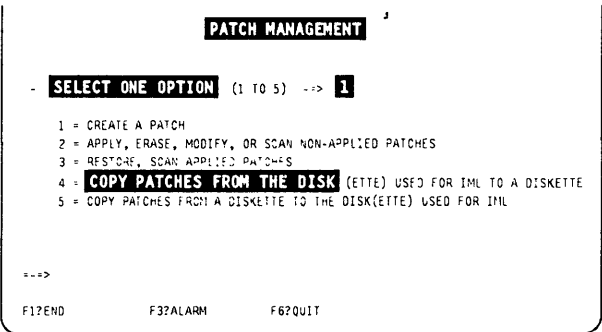 PATCH MANAGEMENT
- SELECT ONE OPTION (1 TO 5) --> 1
1 = CREATE A PATCH
2 = APPLY, ERASE, MODIFY, OR SCAN NON-APPLIED PATCHES
3 = RESTORE, SCAN APPLIED PATCHES
4 = COPY PATCHES FROM THE DISK (ETTE) USED FOR IML TO A DISKETTE
5 = COPY PATCHES FROM A DISKETTE TO THE DISK(ETTE) USED FOR IML
===>
F1?END F3?ALARM F6?QUIT